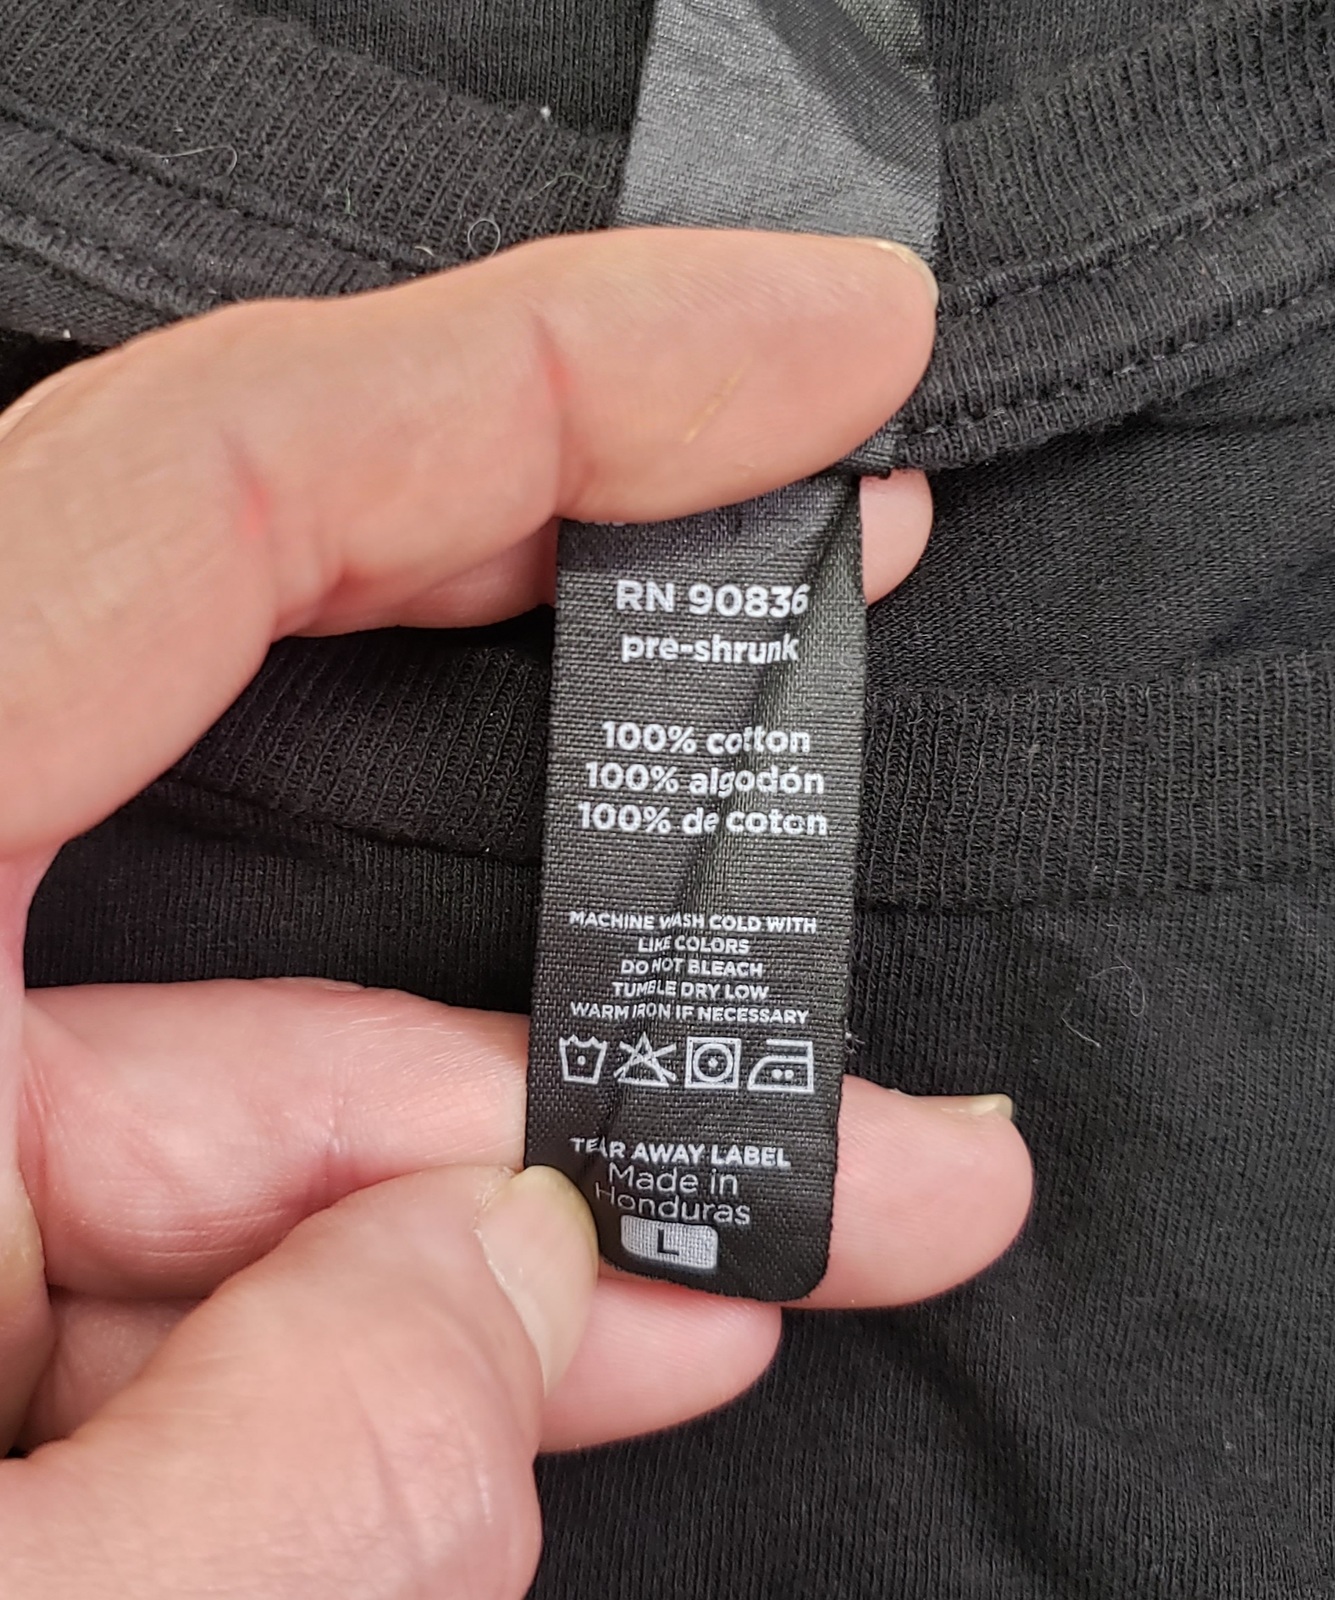 RN 90836
pre-shrunk
100% cotton
100% algodón
100% de coton
MACHINE WASH COLD WITH
LIKE COLORS
DO NOT BLEACH
TUMBLE DRY LOW
WARM IRON IF NECESSARY
TEAR AWAY LABEL
Made in
Honduras
L